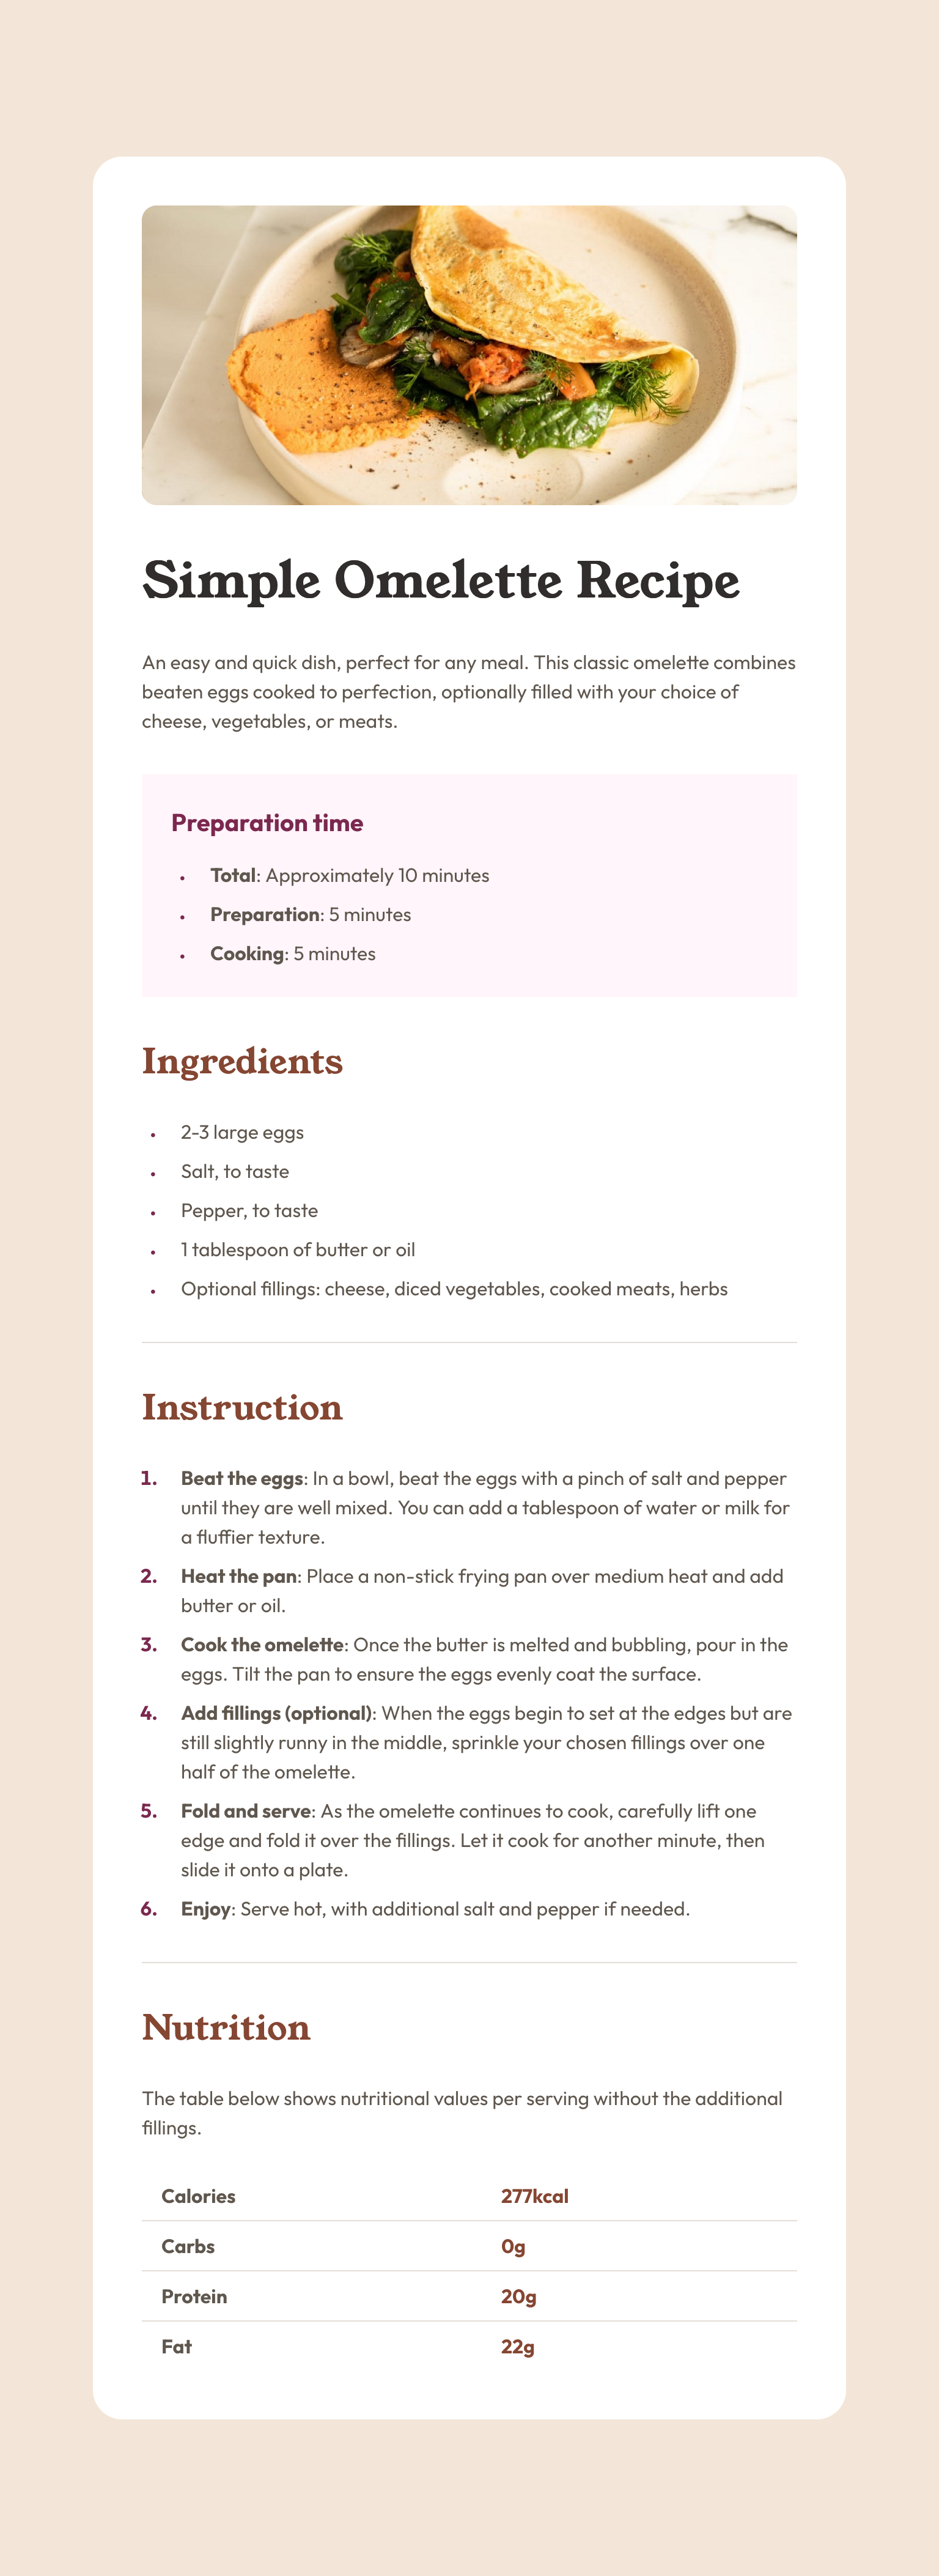 Simple Omelette Recipe
An easy and quick dish, perfect for any meal. This classic omelette combines
beaten eggs cooked to perfection, optionally filled with your choice of
cheese, vegetables, or meats.
Preparation time
• Total: Approximately 10 minutes
• Preparation: 5 minutes
• Cooking: 5 minutes
Ingredients
• 2-3 large eggs
• Salt, to taste
• Pepper, to taste
• 1 tablespoon of butter or oil
• Optional fillings: cheese, diced vegetables, cooked meats, herbs
Instruction
1. Beat the eggs: In a bowl, beat the eggs with a pinch of salt and pepper
until they are well mixed. You can add a tablespoon of water or milk for
a fluffier texture.
2. Heat the pan: Place a non-stick frying pan over medium heat and add
butter or oil.
3. Cook the omelette: Once the butter is melted and bubbling, pour in the
eggs. Tilt the pan to ensure the eggs evenly coat the surface.
4. Add fillings (optional): When the eggs begin to set at the edges but are
still slightly runny in the middle, sprinkle your chosen fillings over one
half of the omelette.
5. Fold and serve: As the omelette continues to cook, carefully lift one
edge and fold it over the fillings. Let it cook for another minute, then
slide it onto a plate.
6. Enjoy: Serve hot, with additional salt and pepper if needed.
Nutrition
The table below shows nutritional values per serving without the additional
fillings.
Calories 277kcal
Carbs 0g
Protein 20g
Fat 22g